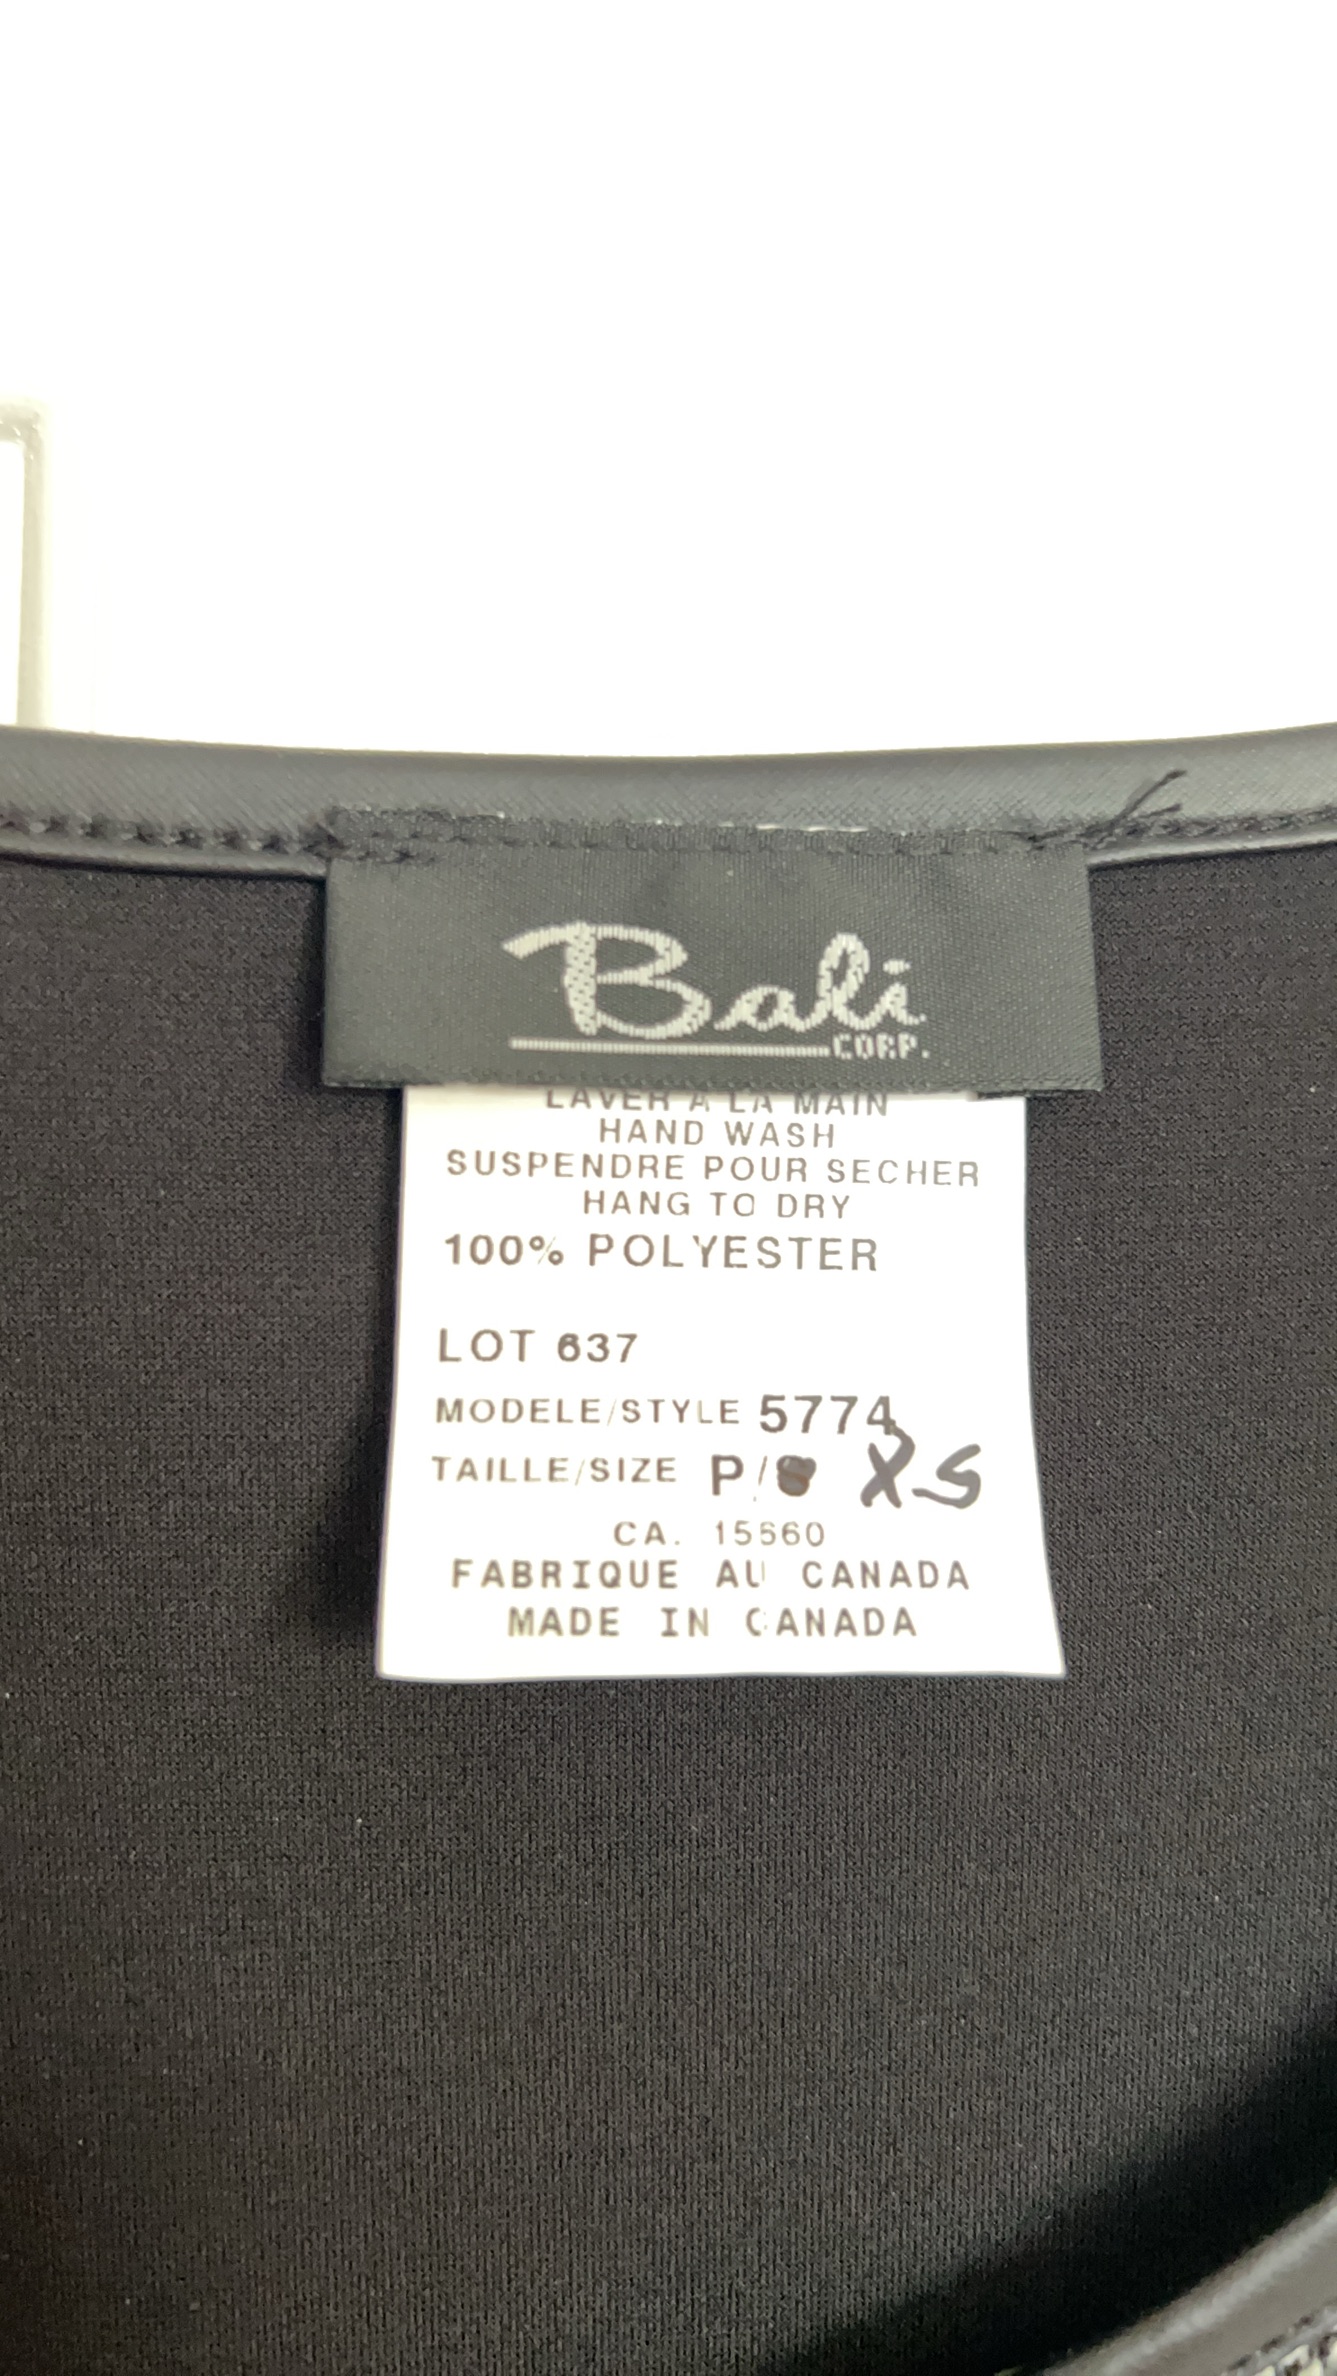 Bali
CORP.
LAVER A LA MAIN
HAND WASH
SUSPENDRE POUR SECHER
HANG TO DRY
100% POLYESTER
LOT 637
MODELE/STYLE 5774
TAILLE/SIZE P/ XS
CA. 15560
FABRIQUE AU CANADA
MADE IN CANADA